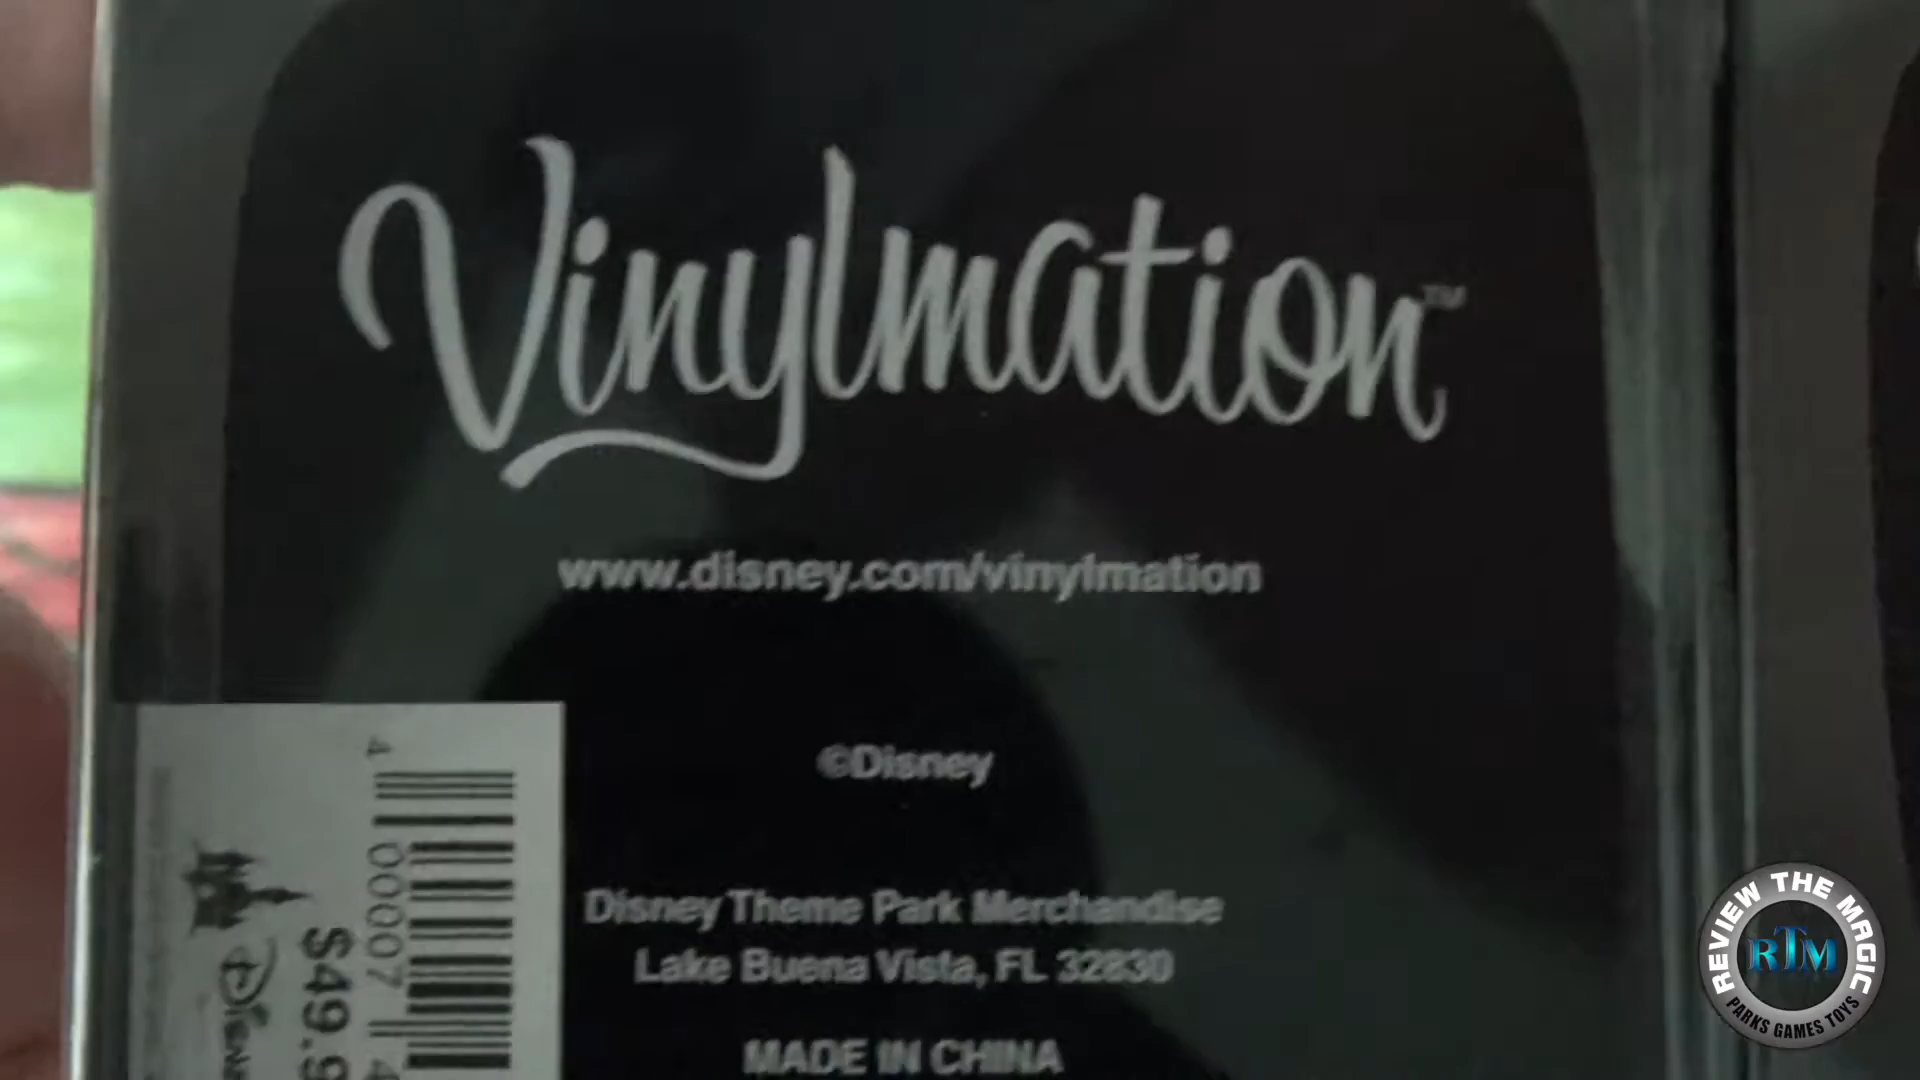 Vinylmation™
www.disney.com/vinylmation
©Disney
Disney Theme Park Merchandise
Lake Buena Vista, FL 32830
MADE IN CHINA
4 00007 4
$49.9
REVIEW THE MAGIC
RTM
PARKS GAMES TOYS